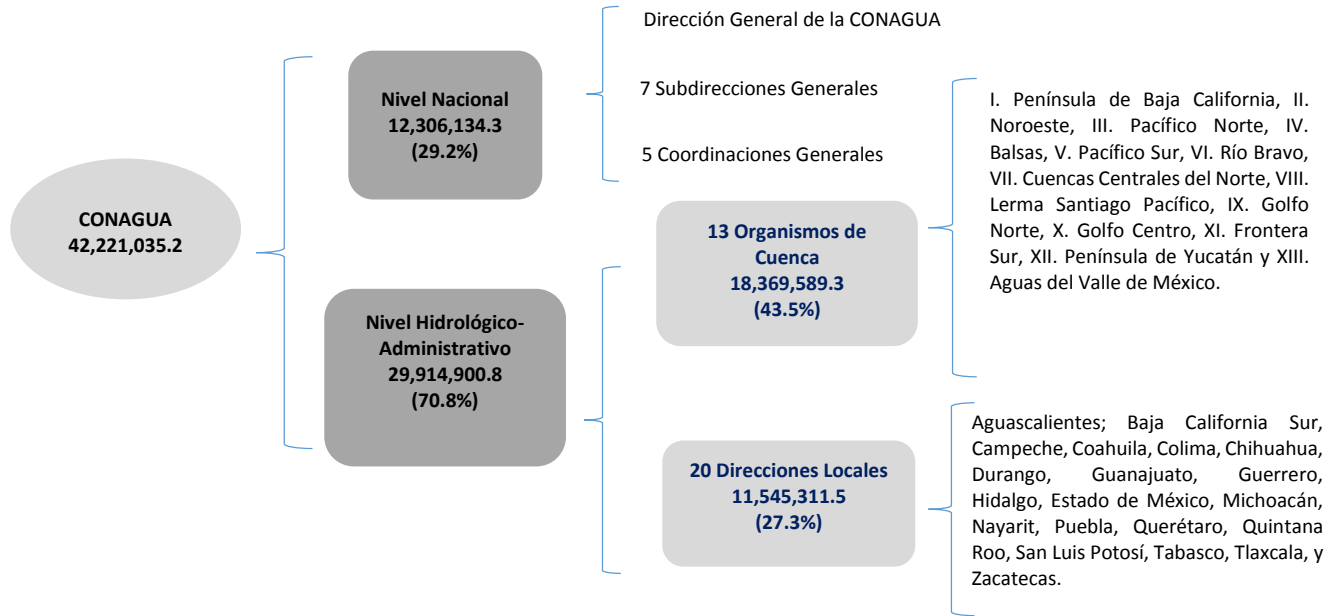 CONAGUA
42,221,035.2
Nivel Nacional
12,306,134.3
(29.2%)
Dirección General de la CONAGUA
7 Subdirecciones Generales
5 Coordinaciones Generales
Nivel Hidrológico-
Administrativo
29,914,900.8
(70.8%)
13 Organismos de
Cuenca
18,369,589.3
(43.5%)
I. Península de Baja California, II.
Noroeste, III. Pacífico Norte, IV.
Balsas, V. Pacífico Sur, VI. Río Bravo,
VII. Cuencas Centrales del Norte, VIII.
Lerma Santiago Pacífico, IX. Golfo
Norte, X. Golfo Centro, XI. Frontera
Sur, XII. Península de Yucatán y XIII.
Aguas del Valle de México.
20 Direcciones Locales
11,545,311.5
(27.3%)
Aguascalientes; Baja California Sur,
Campeche, Coahuila, Colima, Chihuahua,
Durango, Guanajuato, Guerrero,
Hidalgo, Estado de México, Michoacán,
Nayarit, Puebla, Querétaro, Quintana
Roo, San Luis Potosí, Tabasco, Tlaxcala, y
Zacatecas.